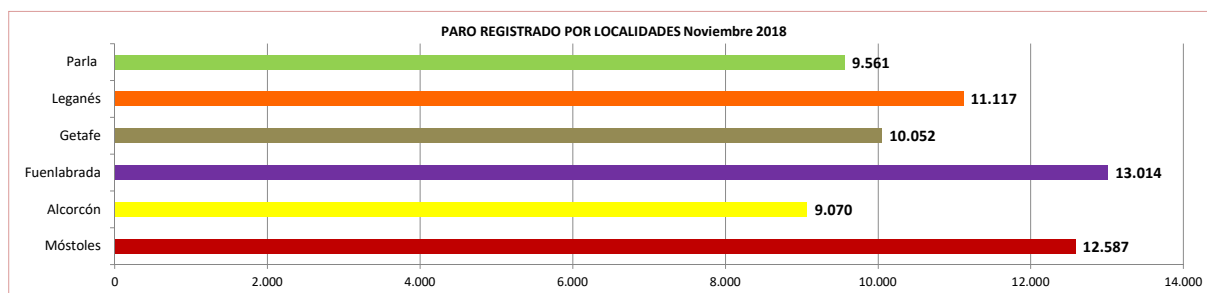 PARO REGISTRADO POR LOCALIDADES Noviembre 2018
Parla 9.561
Leganés 11.117
Getafe 10.052
Fuenlabrada 13.014
Alcorcón 9.070
Móstoles 12.587
0 2.000 4.000 6.000 8.000 10.000 12.000 14.000